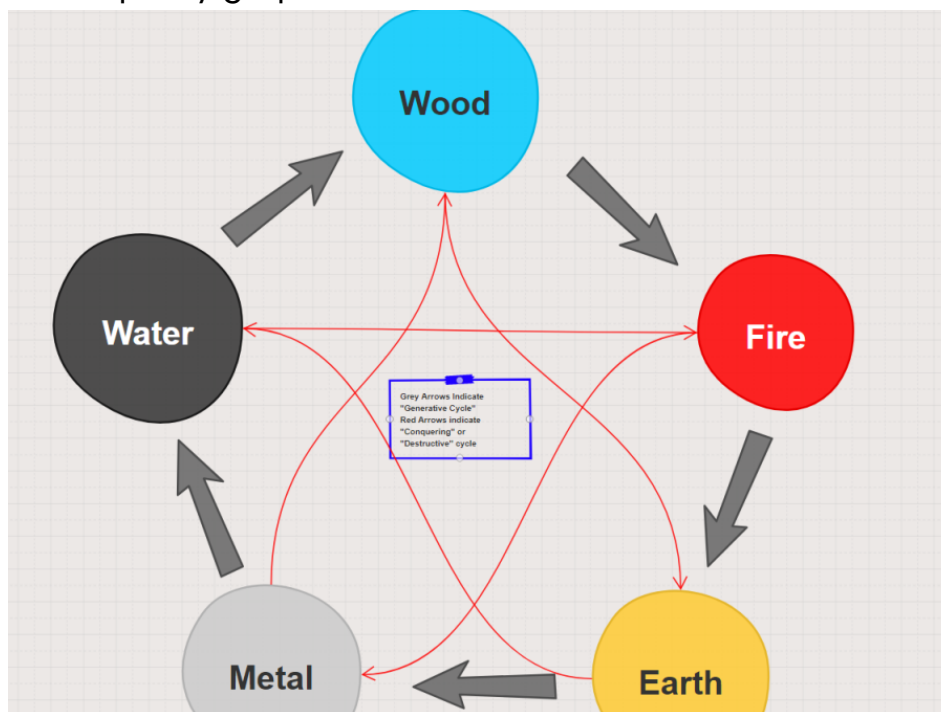 Wood
Water
Fire
Grey Arrows Indicate
"Generative Cycle"
Red Arrows indicate
"Conquering" or
"Destructive" cycle
Metal
Earth